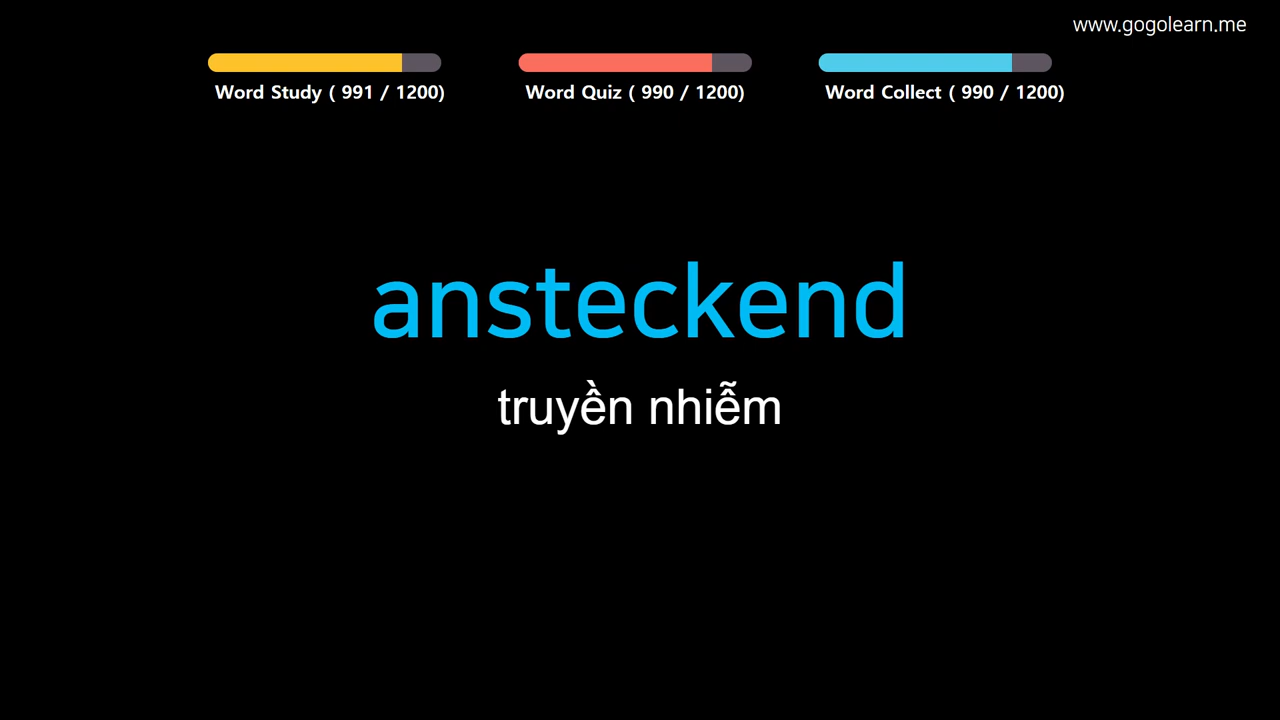 www.gogolearn.me
Word Study ( 991 / 1200)
Word Quiz ( 990 / 1200)
Word Collect ( 990 / 1200)
ansteckend
truyền nhiễm